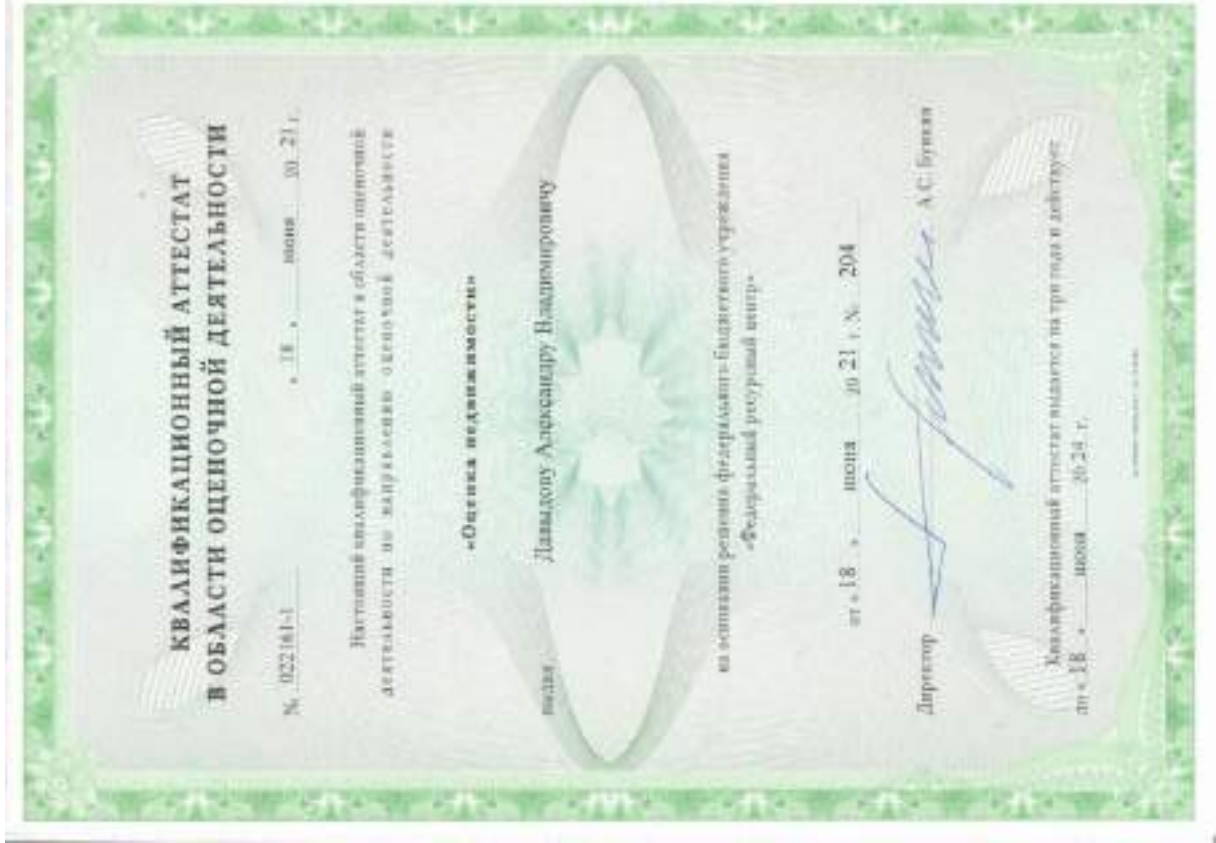 КВАЛИФИКАЦИОННЫЙ АТТЕСТАТ
В ОБЛАСТИ ОЦЕНОЧНОЙ ДЕЯТЕЛЬНОСТИ
№ 022161-1 « 18 » июня 20 21 г.
Настоящий квалификационный аттестат в области оценочной
деятельности по направлению оценочной деятельности
«Оценка недвижимости»
выдан Давыдову Александру Владимировичу
на основании решения федерального бюджетного учреждения
«Федеральный ресурсный центр»
от « 18 » июня 20 21 г. № 204
Директор А.С. Бункин
Квалификационный аттестат выдается на три года и действует
до « 18 » июня 20 24 г.